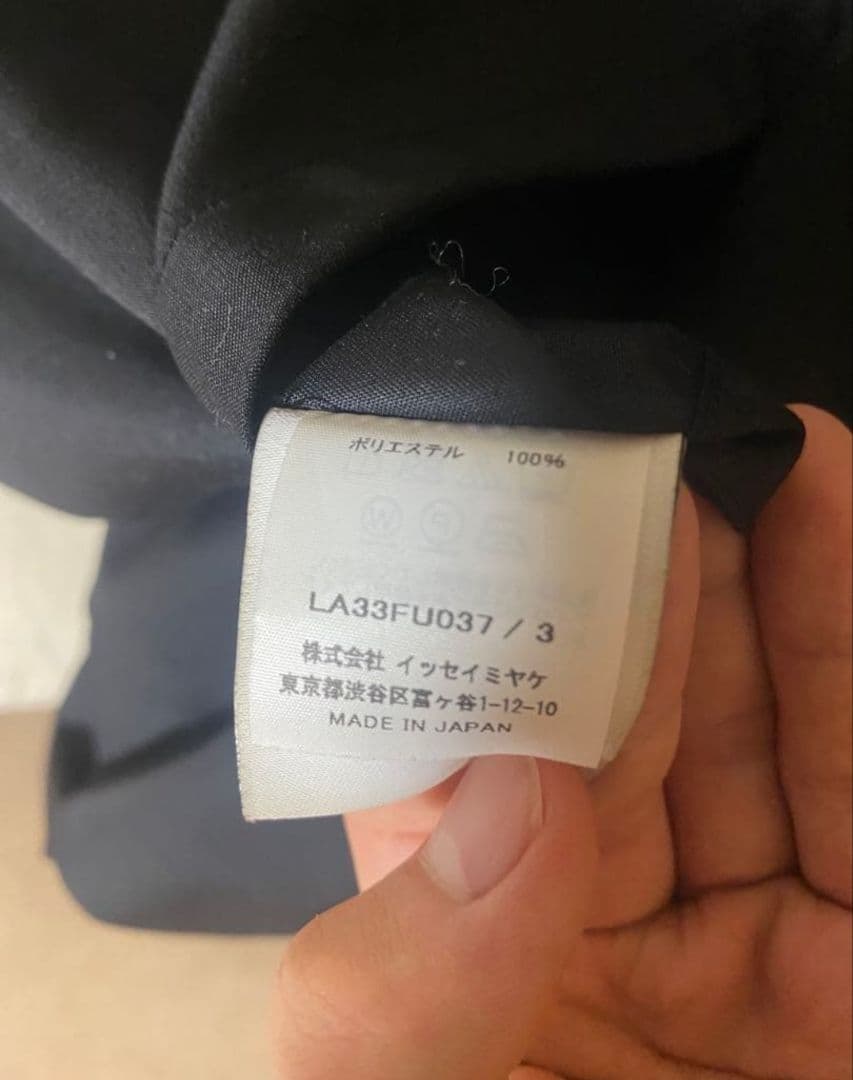 ポリエステル 100%
LA33FU037 / 3
株式会社 イッセイミヤケ
東京都渋谷区富ヶ谷1-12-10
MADE IN JAPAN